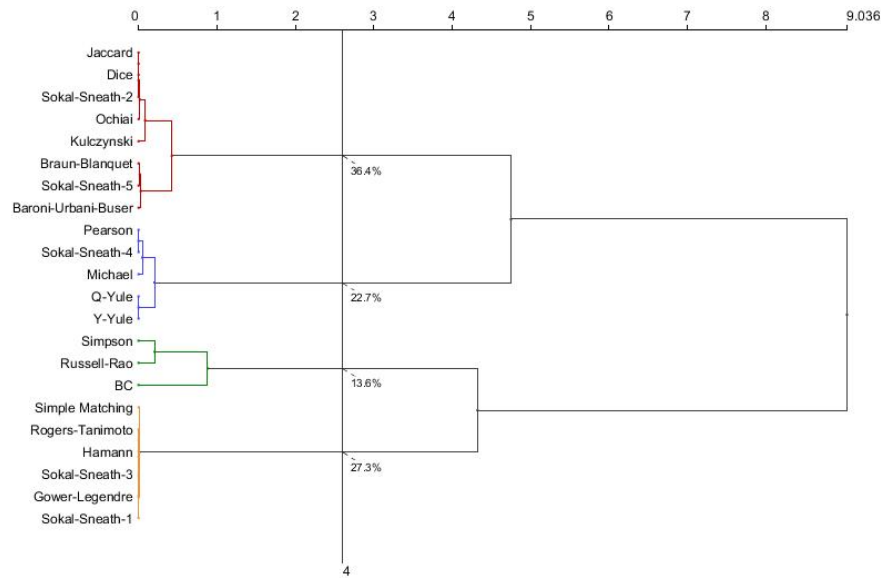 0 1 2 3 4 5 6 7 8 9.036
Jaccard
Dice
Sokal-Sneath-2
Ochiai
Kulczynski
Braun-Blanquet
36.4%
Sokal-Sneath-5
Baroni-Urbani-Buser
Pearson
Sokal-Sneath-4
Michael
Q-Yule
22.7%
Y-Yule
Simpson
Russell-Rao
BC
13.6%
Simple Matching
Rogers-Tanimoto
Hamann
27.3%
Sokal-Sneath-3
Gower-Legendre
Sokal-Sneath-1
4